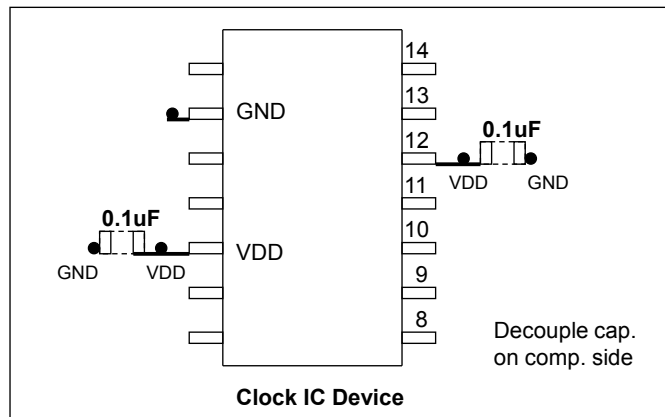 14
GND
13
0.1uF
12
VDD
GND
11
0.1uF
VDD
10
GND
VDD
9
8
Decouple cap.
on comp. side
Clock IC Device